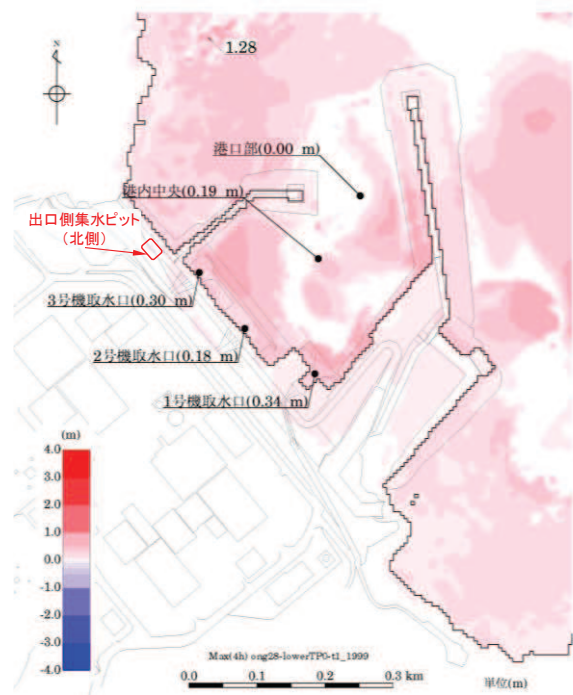 N
1.28
港口部(0.00 m)
港内中央(0.19 m)
出口側集水ピット
(北側)
3号機取水口(0.30 m)
2号機取水口(0.18 m)
1号機取水口(0.34 m)
(m)
4.0
3.0
2.0
1.0
0.0
-1.0
-2.0
-3.0
-4.0
Max(4h) ong28-lowerTP0-t1_1999
0.0 0.1 0.2 0.3 km
単位(m)